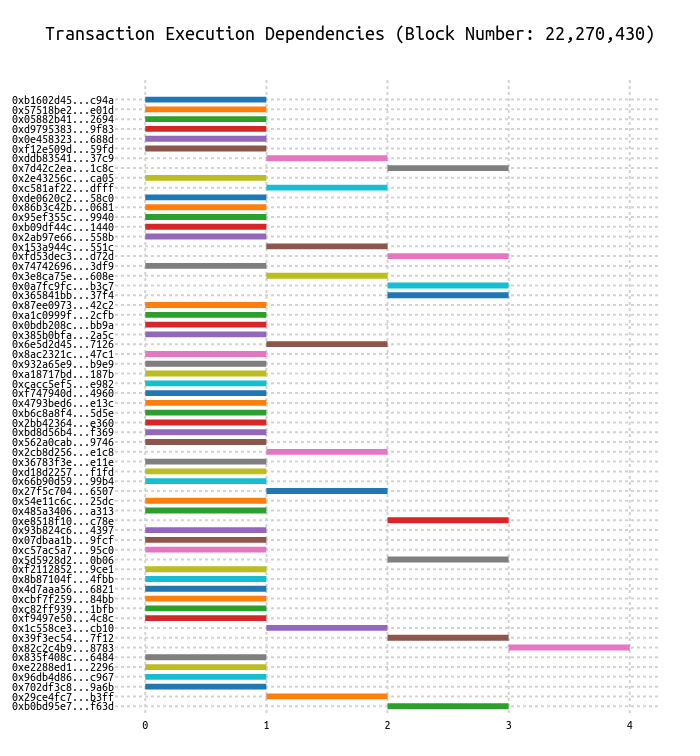 Transaction Execution Dependencies (Block Number: 22,270,430)
0xb1602d45...c94a
0x57518be2...e01d
0x05882b41...2694
0xd9795383...9f83
0x0e458323...688d
0xf12e509d...59fd
0xddb83541...37c9
0x7d42c2ea...1c8c
0x2e43256c...ca05
0xc581af22...dfff
0xde0620c2...58c0
0x86b3c42b...0681
0x95ef355c...9940
0xb09df44c...1440
0x2ab97e66...558b
0x153a944c...551c
0xfd53dec3...d72d
0x74742696...3df9
0x3e8ca75e...608e
0x0a7fc9fc...b3c7
0x365841bb...37f4
0x87ee0973...42c2
0xa1c0999f...2cfb
0x0bdb208c...bb9a
0x385b0bfa...2a5c
0x6e5d2d45...7126
0x8ac2321c...47c1
0x932a65e9...b9e9
0xa18717bd...187b
0xcacc5ef5...e982
0xf747940d...4960
0x4793bed6...e13c
0xb6c8a8f4...5d5e
0x2bb42364...e360
0xbd8d56b4...f369
0x562a0cab...9746
0x2cb8d256...e1c8
0x36783f3e...e11e
0xd18d2257...f1fd
0x66b90d59...99b4
0x27f5c704...6507
0x54e11c6c...25dc
0x485a3406...a313
0xe8518f10...c78e
0x93b824c6...4397
0x07dbaa1b...9fcf
0xc57ac5a7...95c0
0x5d5928d2...0b06
0xf2112852...9ce1
0x8b87104f...4fbb
0x4d7aaa56...6821
0xcbf7f259...84bb
0xc82ff939...1bfb
0xf9497e50...4c8c
0x1c558ce3...cb10
0x39f3ec54...7f12
0x82c2c4b9...8783
0x835f408c...6484
0xe2288ed1...2296
0x96db4d86...c967
0x702df3c8...9a6b
0x29ce4fc7...b3ff
0xb0bd95e7...f63d
0 1 2 3 4